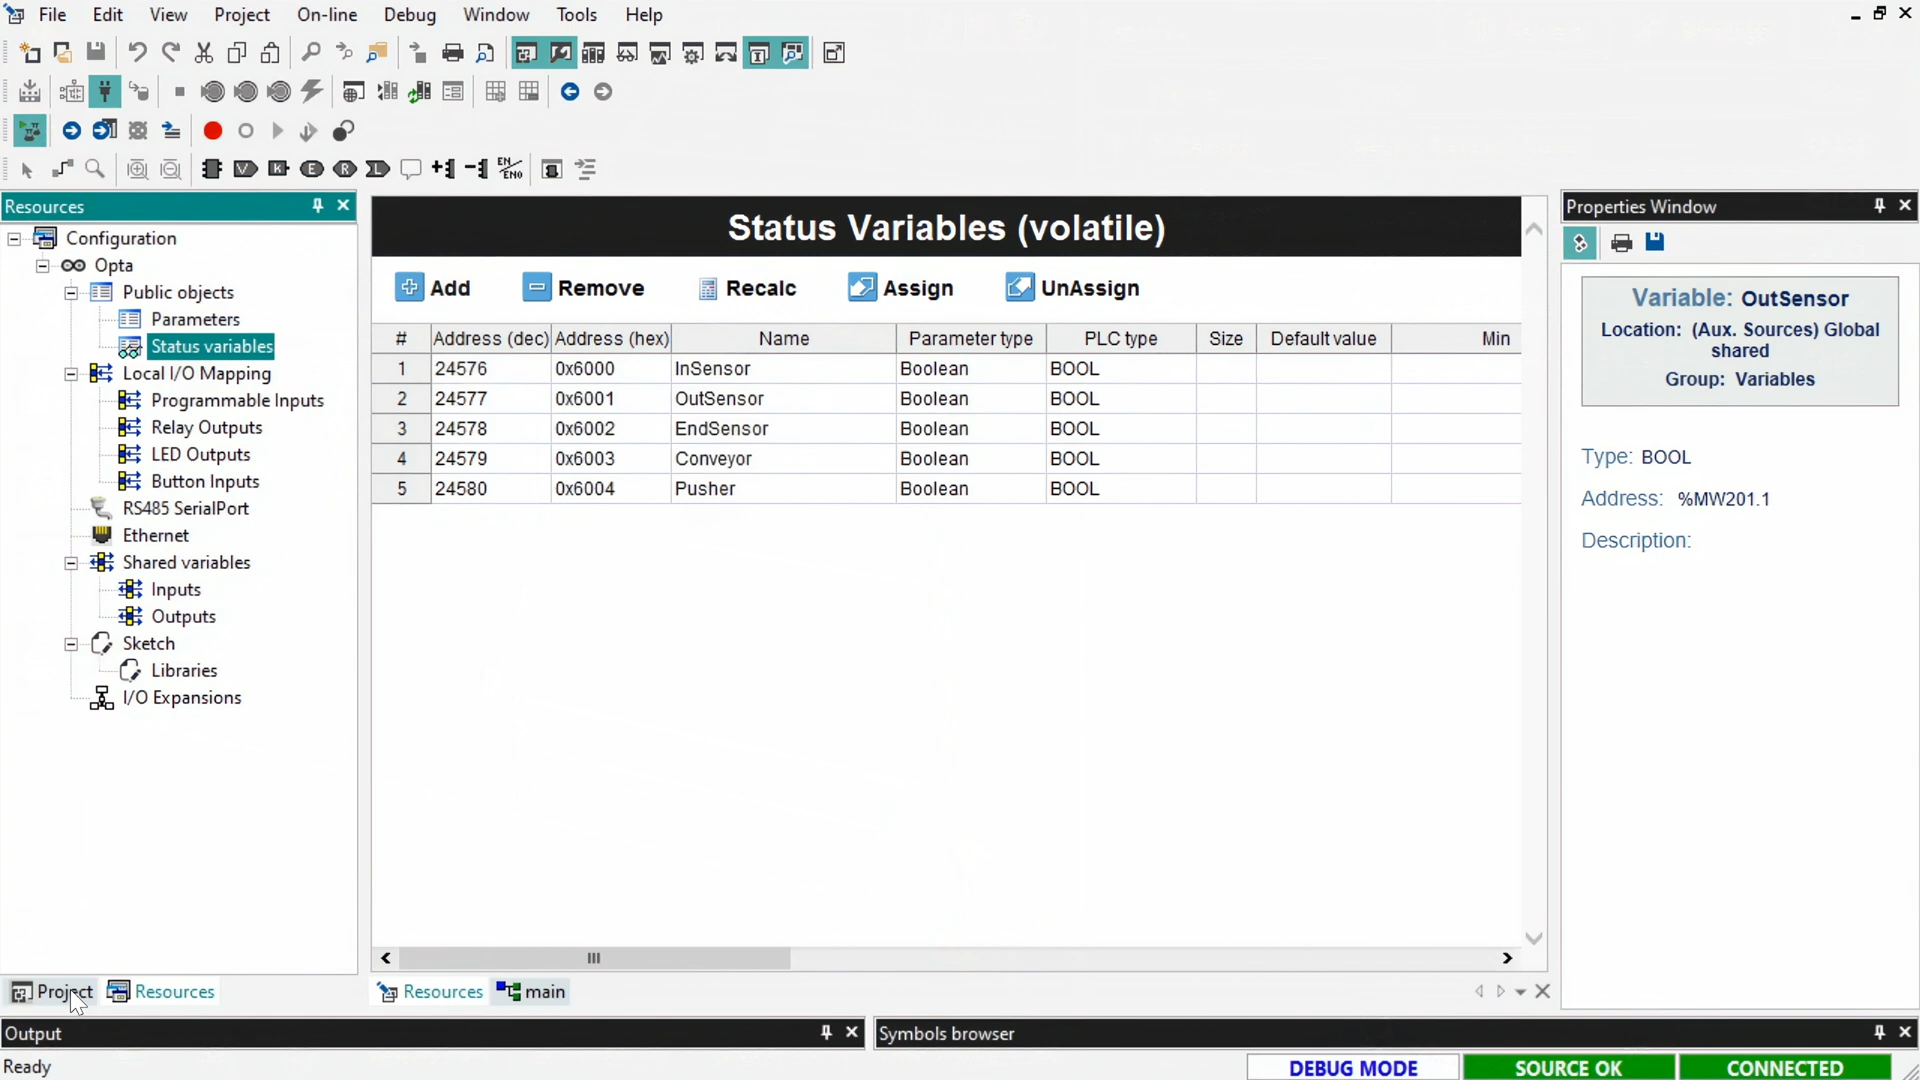 File Edit View Project On-line Debug Window Tools Help
EN/ENO
Resources
Configuration
Opta
Public objects
Parameters
Status variables
Local I/O Mapping
Programmable Inputs
Relay Outputs
LED Outputs
Button Inputs
RS485 SerialPort
Ethernet
Shared variables
Inputs
Outputs
Sketch
Libraries
I/O Expansions
Project Resources
Status Variables (volatile)
Add Remove Recalc Assign UnAssign
# Address (dec) Address (hex) Name Parameter type PLC type Size Default value Min
1 24576 0x6000 InSensor Boolean BOOL
2 24577 0x6001 OutSensor Boolean BOOL
3 24578 0x6002 EndSensor Boolean BOOL
4 24579 0x6003 Conveyor Boolean BOOL
5 24580 0x6004 Pusher Boolean BOOL
Resources main
Properties Window
Variable: OutSensor
Location: (Aux. Sources) Global
shared
Group: Variables
Type: BOOL
Address: %MW201.1
Description:
Output
Symbols browser
Ready DEBUG MODE SOURCE OK CONNECTED